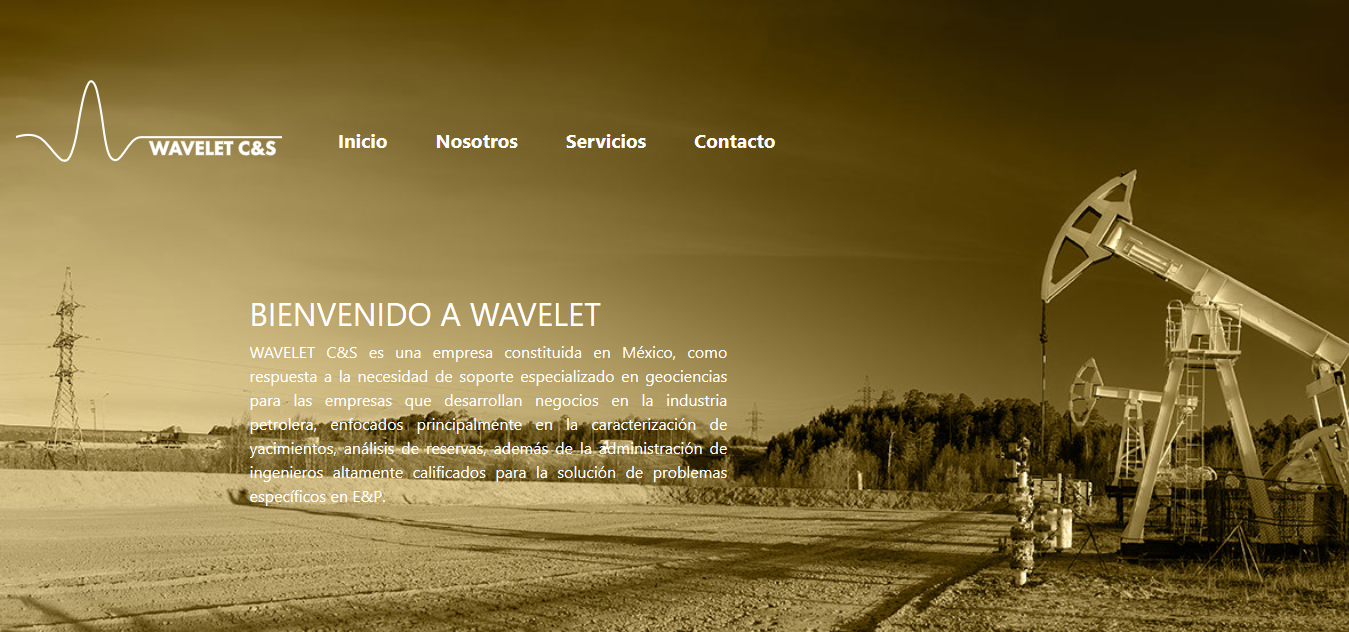 WAVELET C&S
Inicio Nosotros Servicios Contacto
BIENVENIDO A WAVELET
WAVELET C&S es una empresa constituida en México, como
respuesta a la necesidad de soporte especializado en geociencias
para las empresas que desarrollan negocios en la industria
petrolera, enfocados principalmente en la caracterización de
yacimientos, análisis de reservas, además de la administración de
ingenieros altamente calificados para la solución de problemas
específicos en E&P.